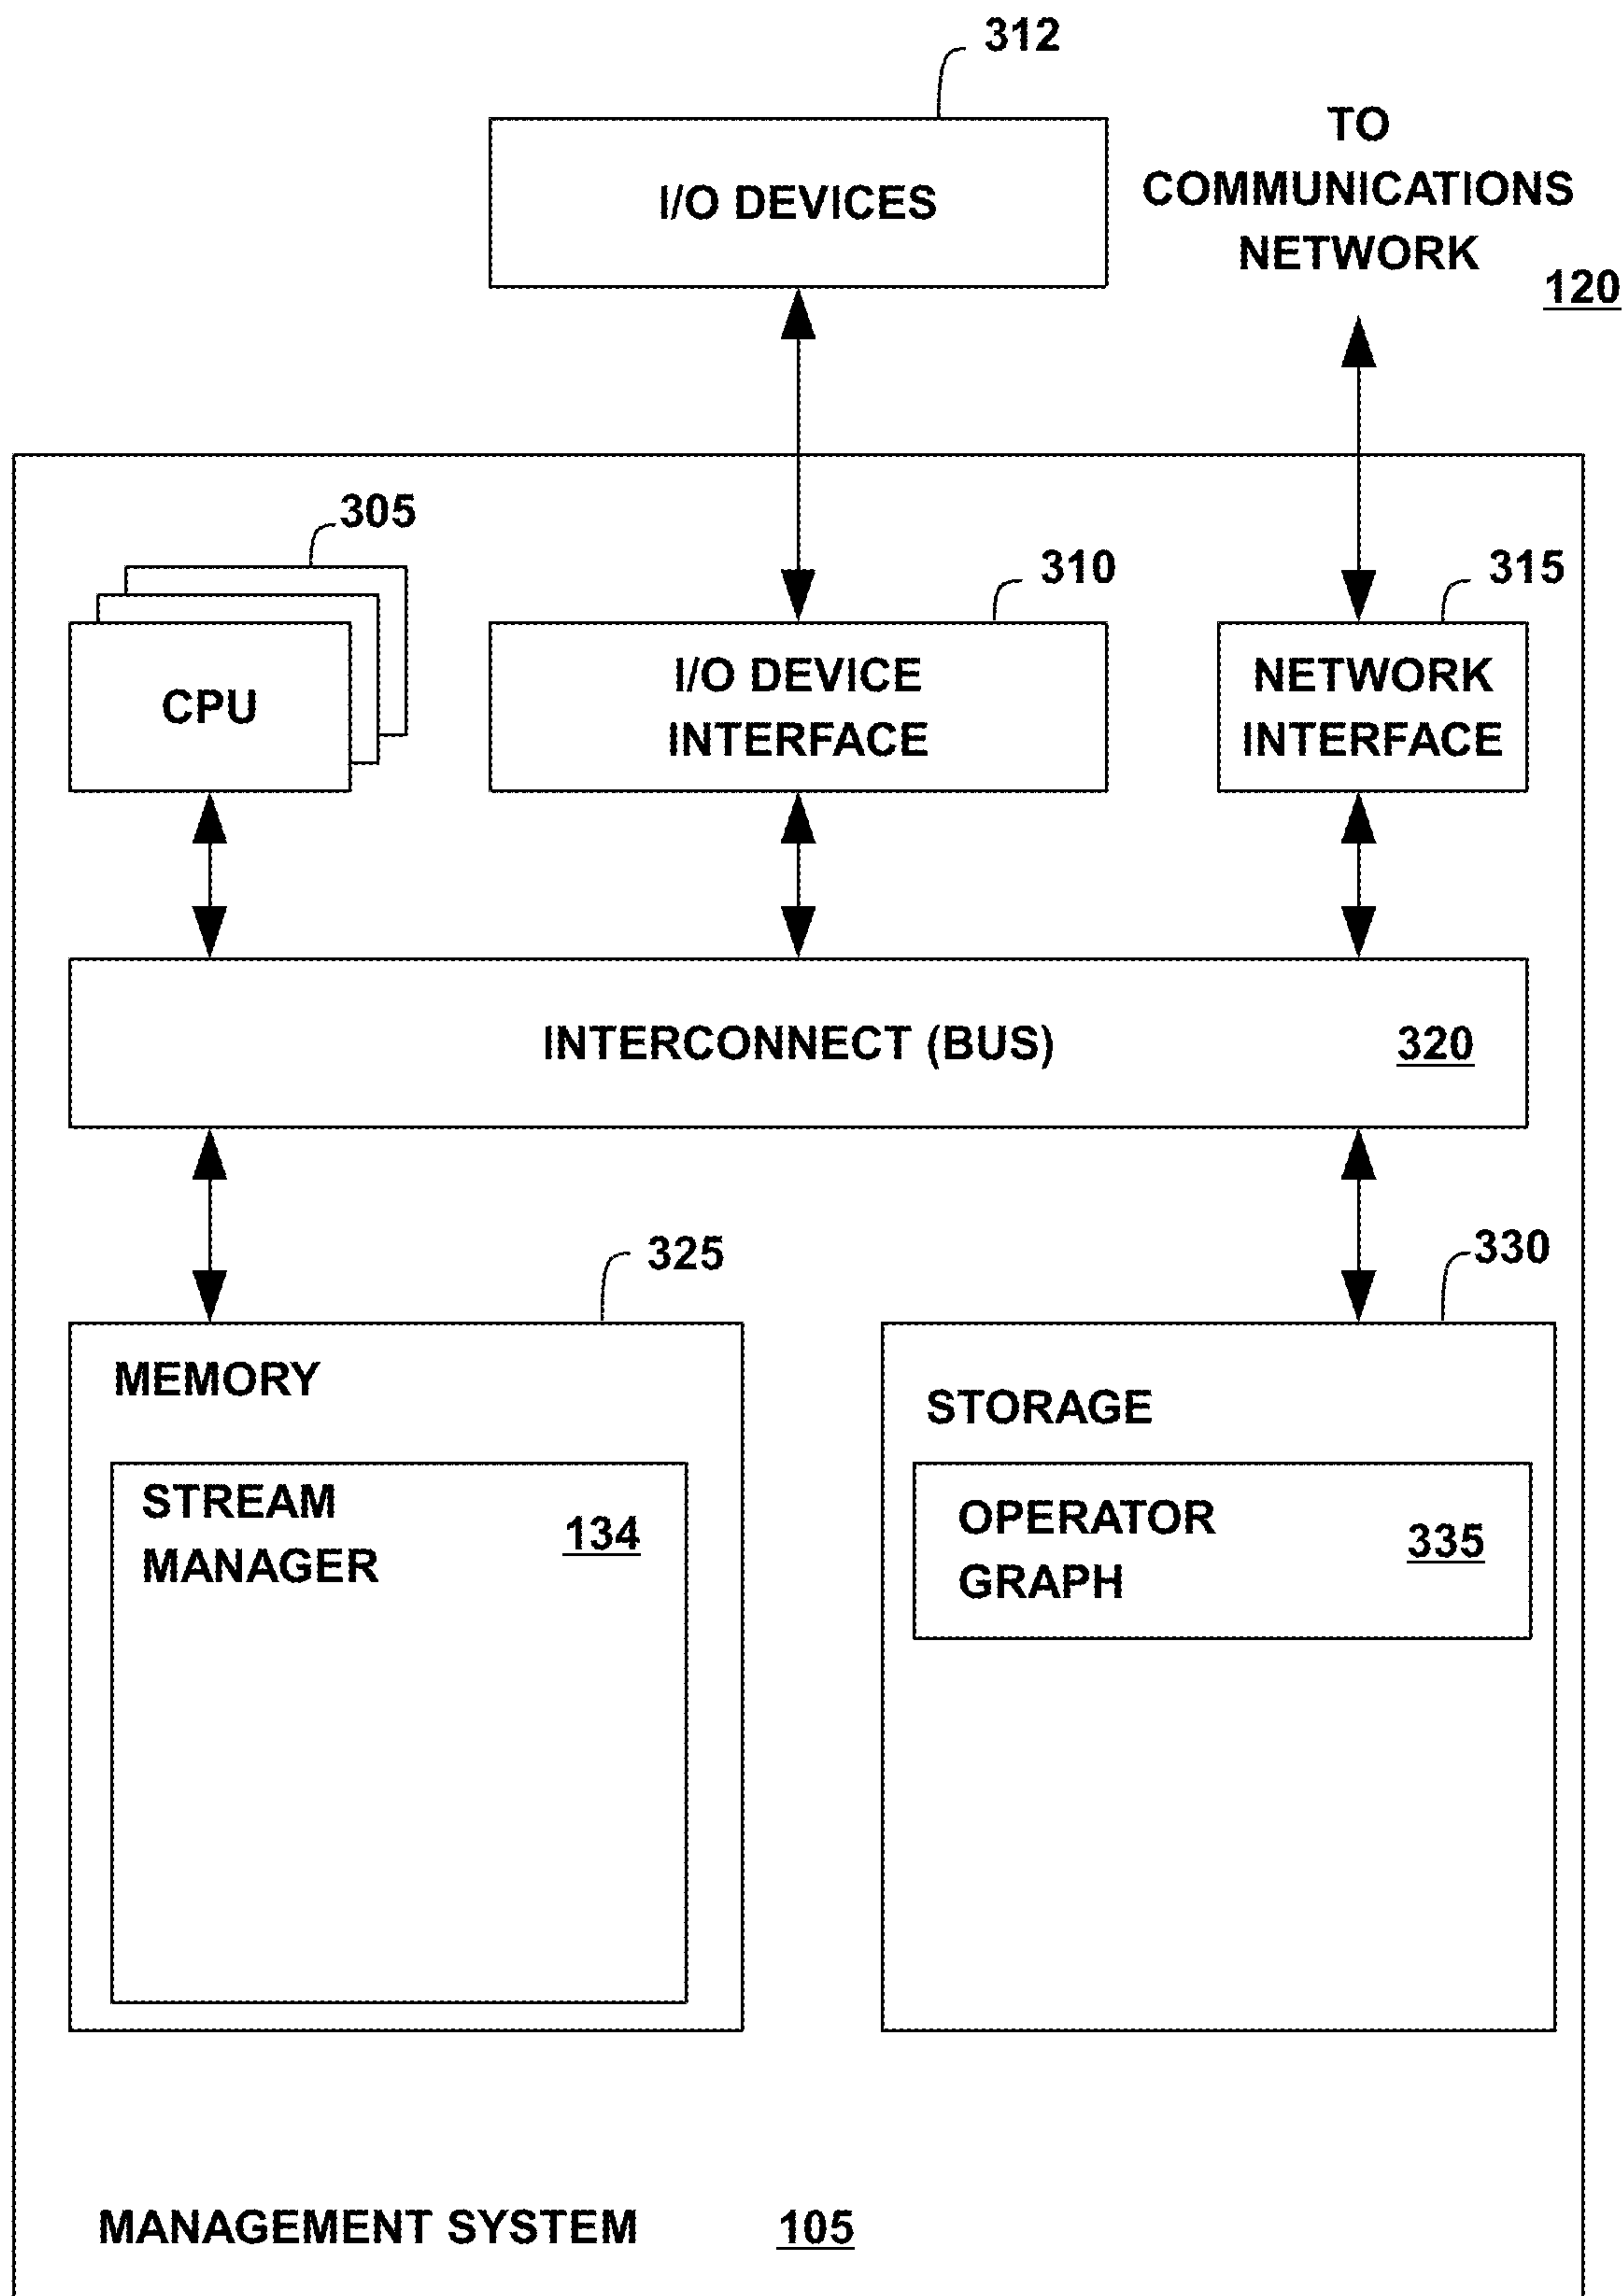 312
I/O DEVICES
TO
COMMUNICATIONS
NETWORK
120
305
310
315
CPU
I/O DEVICE
INTERFACE
NETWORK
INTERFACE
INTERCONNECT (BUS)
320
325
330
MEMORY
STORAGE
STREAM
MANAGER
134
OPERATOR
GRAPH
335
MANAGEMENT SYSTEM
105